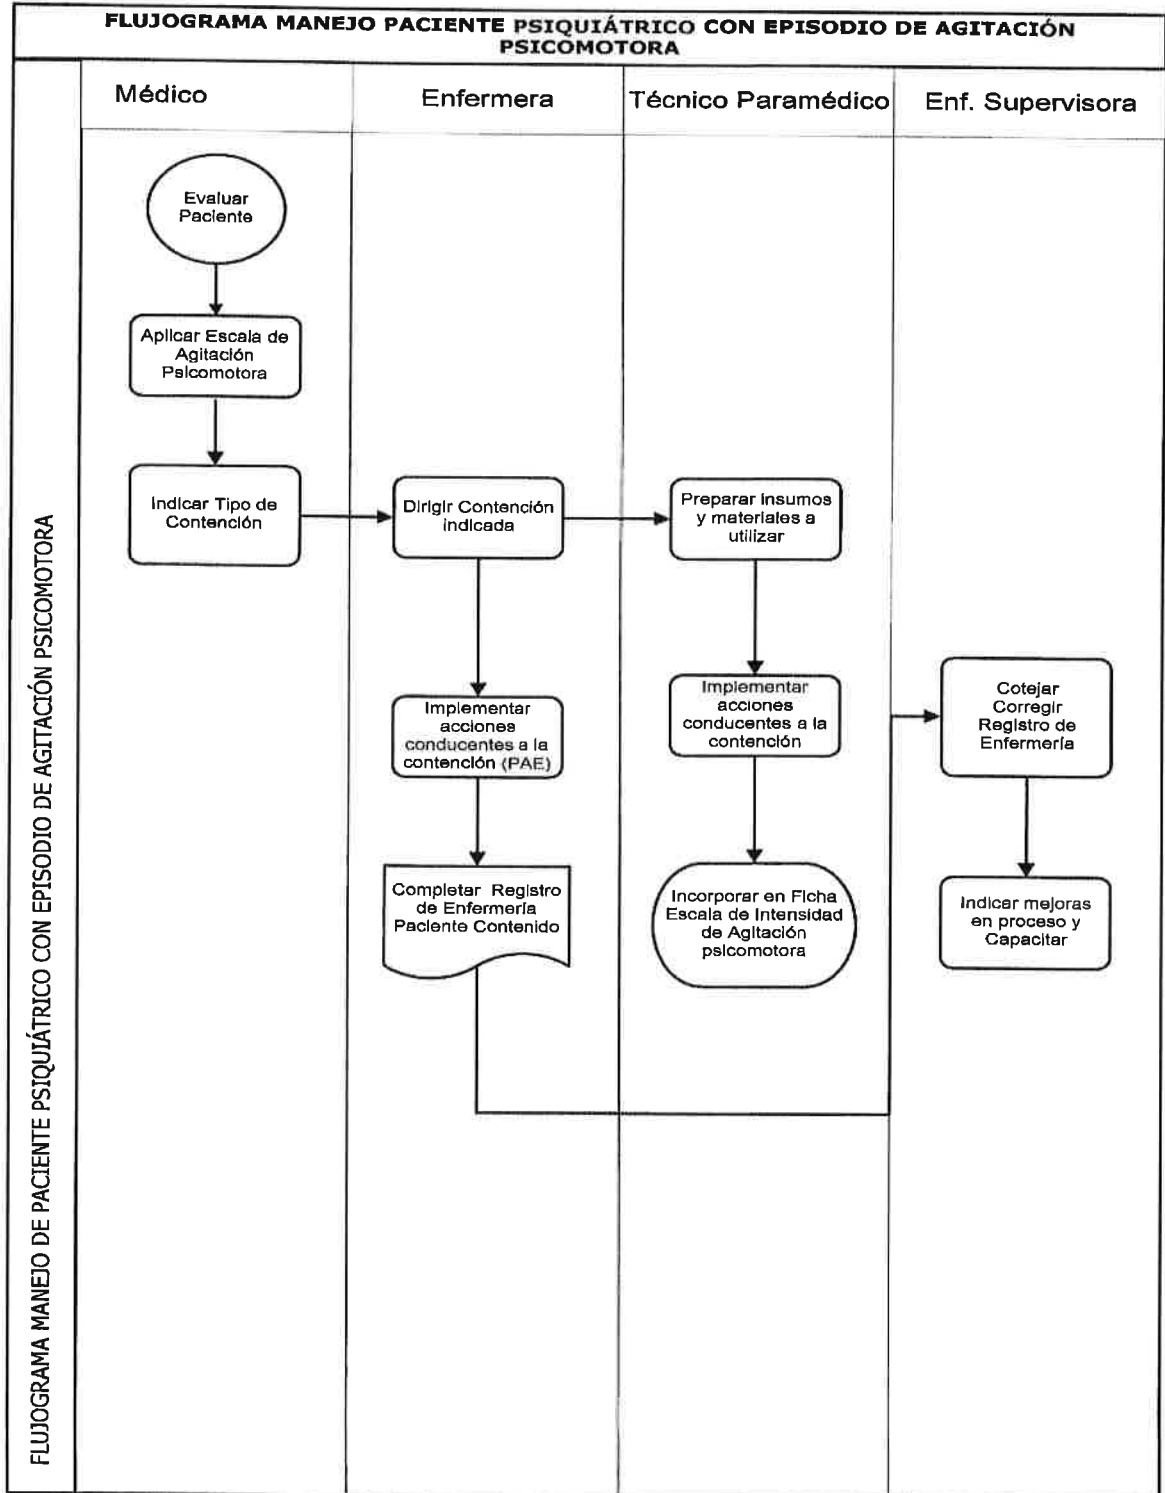 FLUJOGRAMA MANEJO PACIENTE PSIQUIÁTRICO CON EPISODIO DE AGITACIÓN
PSICOMOTORA
FLUJOGRAMA MANEJO DE PACIENTE PSIQUIÁTRICO CON EPISODIO DE AGITACIÓN PSICOMOTORA
Médico
Enfermera
Técnico Paramédico
Enf. Supervisora
Evaluar
Paciente
Aplicar Escala de
Agitación
Psicomotora
Indicar Tipo de
Contención
Dirigir Contención
indicada
Preparar insumos
y materiales a
utilizar
Implementar
acciones
conducentes a la
contención (PAE)
Implementar
acciones
conducentes a la
contención
Cotejar
Corregir
Registro de
Enfermería
Completar Registro
de Enfermería
Paciente Contenido
Incorporar en Ficha
Escala de Intensidad
de Agitación
psicomotora
Indicar mejoras
en proceso y
Capacitar